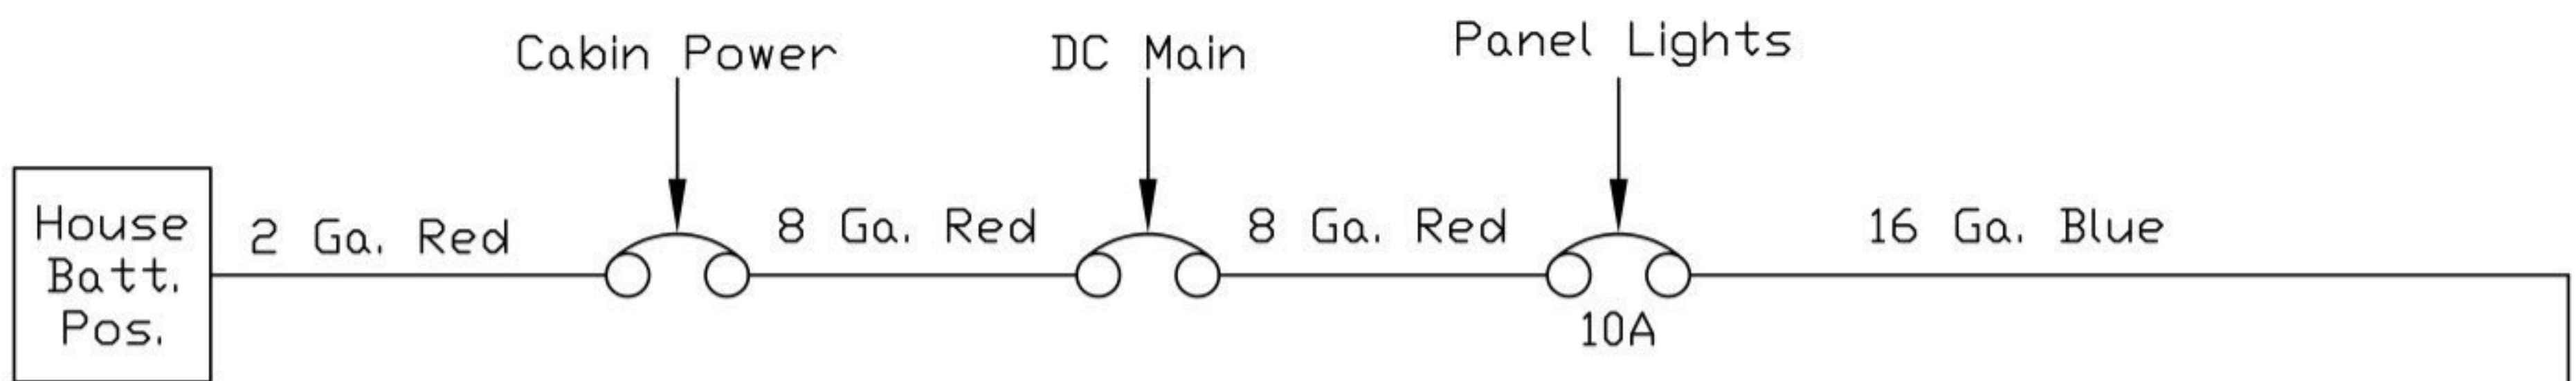 Cabin Power
DC Main
Panel Lights
House
Batt.
Pos.
2 Ga. Red
8 Ga. Red
8 Ga. Red
16 Ga. Blue
10A